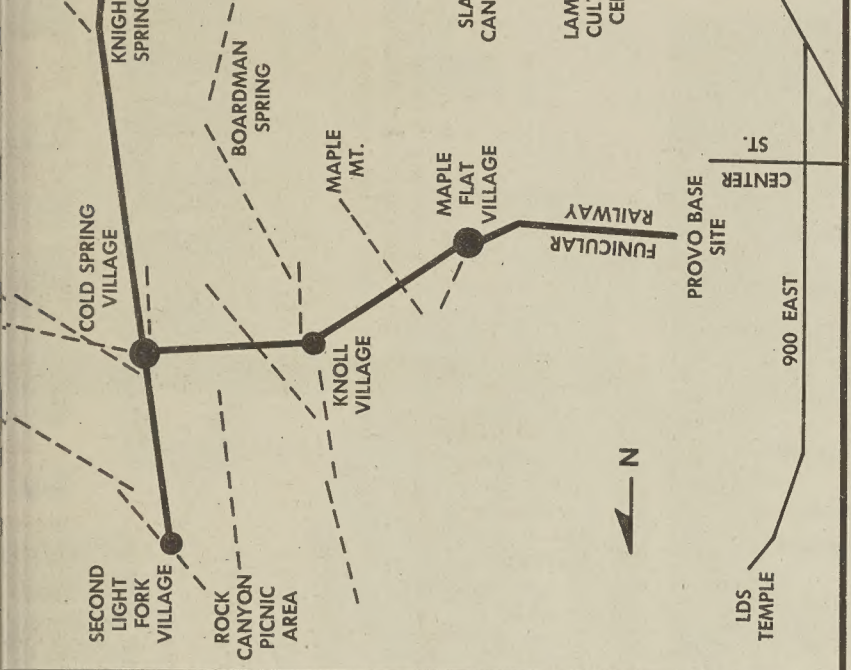 KNIGH
SPRING
SLA
CAN
LAM
CULT
CE
BOARDMAN
SPRING
MAPLE
MT.
MAPLE
FLAT
VILLAGE
CENTER
ST.
COLD SPRING
VILLAGE
FUNICULAR
RAILWAY
PROVO BASE
SITE
900 EAST
KNOLL
VILLAGE
N
SECOND
LIGHT
FORK
VILLAGE
ROCK
CANYON
PICNIC
AREA
LDS
TEMPLE